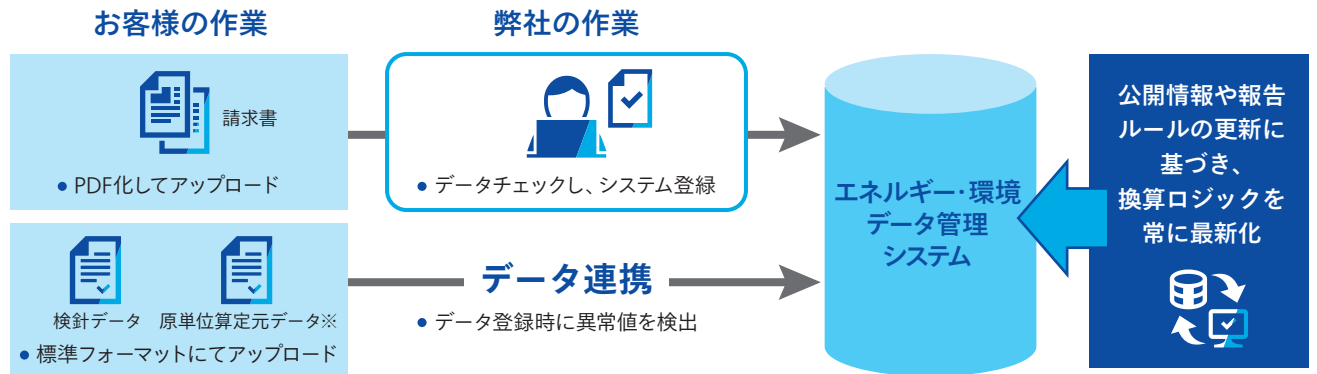 お客様の作業
弊社の作業
請求書
● PDF化してアップロード
● データチェックし、システム登録
検針データ
原単位算定元データ※
● 標準フォーマットにてアップロード
データ連携
● データ登録時に異常値を検出
エネルギー・環境
データ管理
システム
公開情報や報告
ルールの更新に
基づき、
換算ロジックを
常に最新化